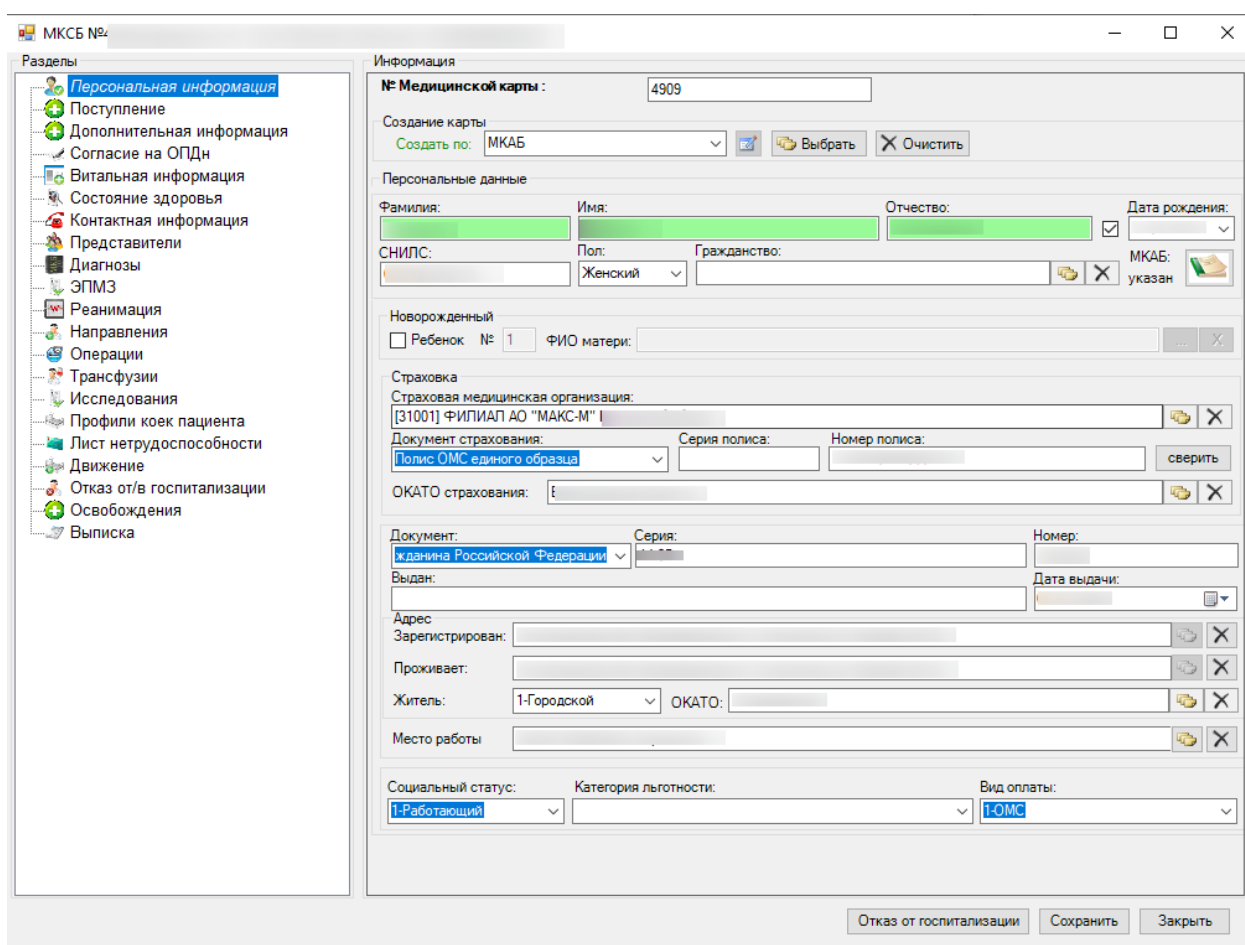 МКСБ №4
Разделы
Персональная информация
Поступление
Дополнительная информация
Согласие на ОПДн
Витальная информация
Состояние здоровья
Контактная информация
Представители
Диагнозы
ЭПМЗ
Реанимация
Направления
Операции
Трансфузии
Исследования
Профили коек пациента
Лист нетрудоспособности
Движение
Отказ от/в госпитализации
Освобождения
Выписка
Информация
№ Медицинской карты : 4909
Создание карты
Создать по: МКАБ Выбрать Очистить
Персональные данные
Фамилия: Имя: Отчество: Дата рождения:
СНИЛС: Пол: Гражданство: МКАБ:
Женский указан
Новорожденный
Ребенок № 1 ФИО матери: ... X
Страховка
Страховая медицинская организация:
[31001] ФИЛИАЛ АО "МАКС-М"
Документ страхования: Серия полиса: Номер полиса:
Полис ОМС единого образца сверить
ОКАТО страхования:
Документ: Серия: Номер:
жданина Российской Федерации
Выдан: Дата выдачи:
Адрес
Зарегистрирован:
Проживает:
Житель: 1-Городской ОКАТО:
Место работы
Социальный статус: Категория льготности: Вид оплаты:
1-Работающий 1-ОМС
Отказ от госпитализации Сохранить Закрыть